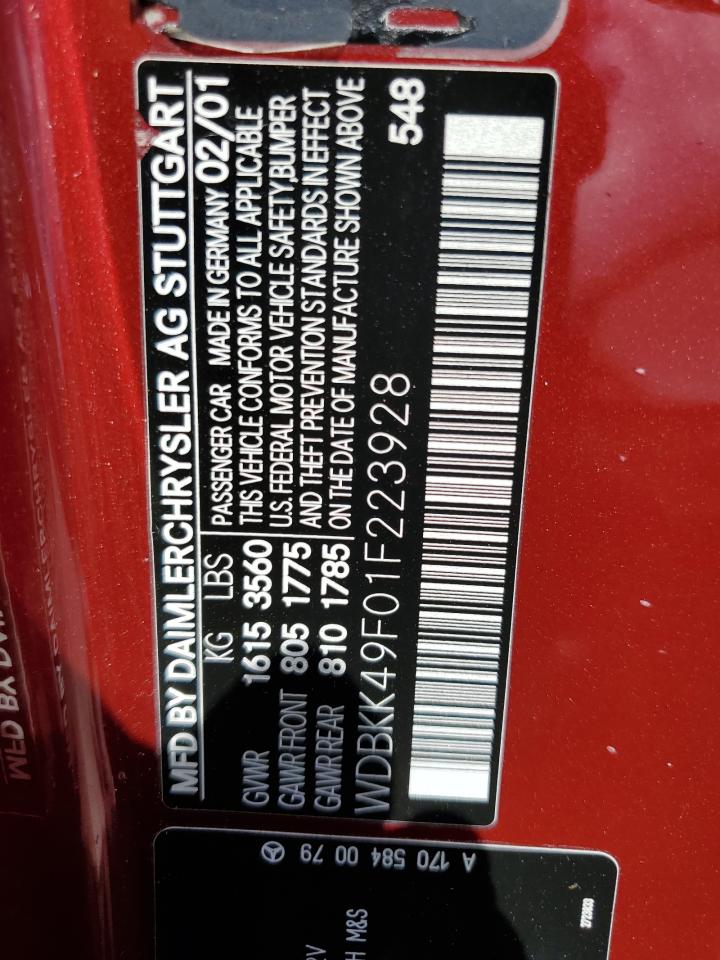 MFD BY DAIMLERCHRYSLER AG STUTTGART
KG LBS
GVWR 1615 3560
GAWR FRONT 805 1775
GAWR REAR 810 1785
PASSENGER CAR MADE IN GERMANY 02/01
THIS VEHICLE CONFORMS TO ALL APPLICABLE
U.S. FEDERAL MOTOR VEHICLE SAFETY, BUMPER
AND THEFT PREVENTION STANDARDS IN EFFECT
ON THE DATE OF MANUFACTURE SHOWN ABOVE
WDBKK49F01F223928
548
A 170 584 00 79
H M&S